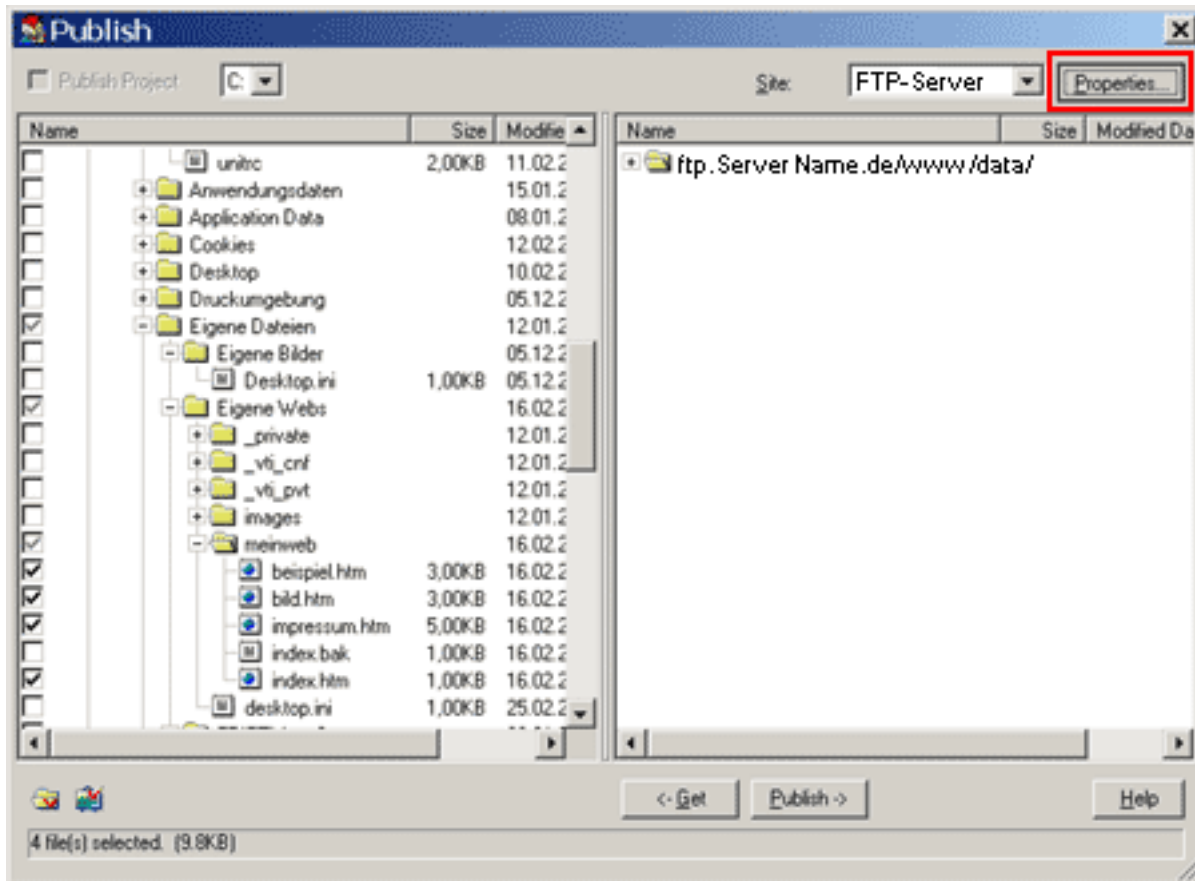 Publish
Publish Project C: Site: FTP-Server Properties...
Name Size Modifie
Name Size Modified Da
unitrc 2,00KB 11.02.2
Anwendungsdaten 15.01.2
Application Data 08.01.2
Cookies 12.02.2
Desktop 10.02.2
Druckumgebung 05.12.2
Eigene Dateien 12.01.2
Eigene Bilder 05.12.2
Desktop.ini 1,00KB 05.12.2
Eigene Webs 16.02.2
_private 12.01.2
_vti_cnf 12.01.2
_vti_pvt 12.01.2
images 12.01.2
meinweb 16.02.2
beispiel.htm 3,00KB 16.02.2
bild.htm 3,00KB 16.02.2
impressum.htm 5,00KB 16.02.2
index.bak 1,00KB 16.02.2
index.htm 1,00KB 16.02.2
desktop.ini 1,00KB 25.02.2
ftp.Server Name.de/www/data/
<- Get Publish -> Help
4 file(s) selected. (9.8KB)